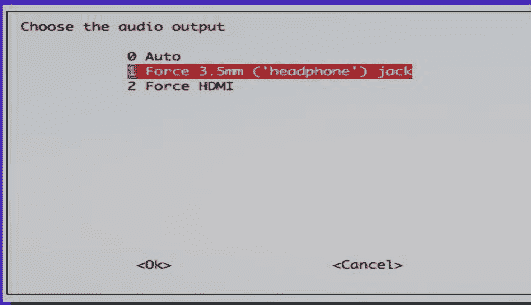 Choose the audio output
0 Auto
1 Force 3.5mm ('headphone') jack
2 Force HDMI
<Ok> <Cancel>